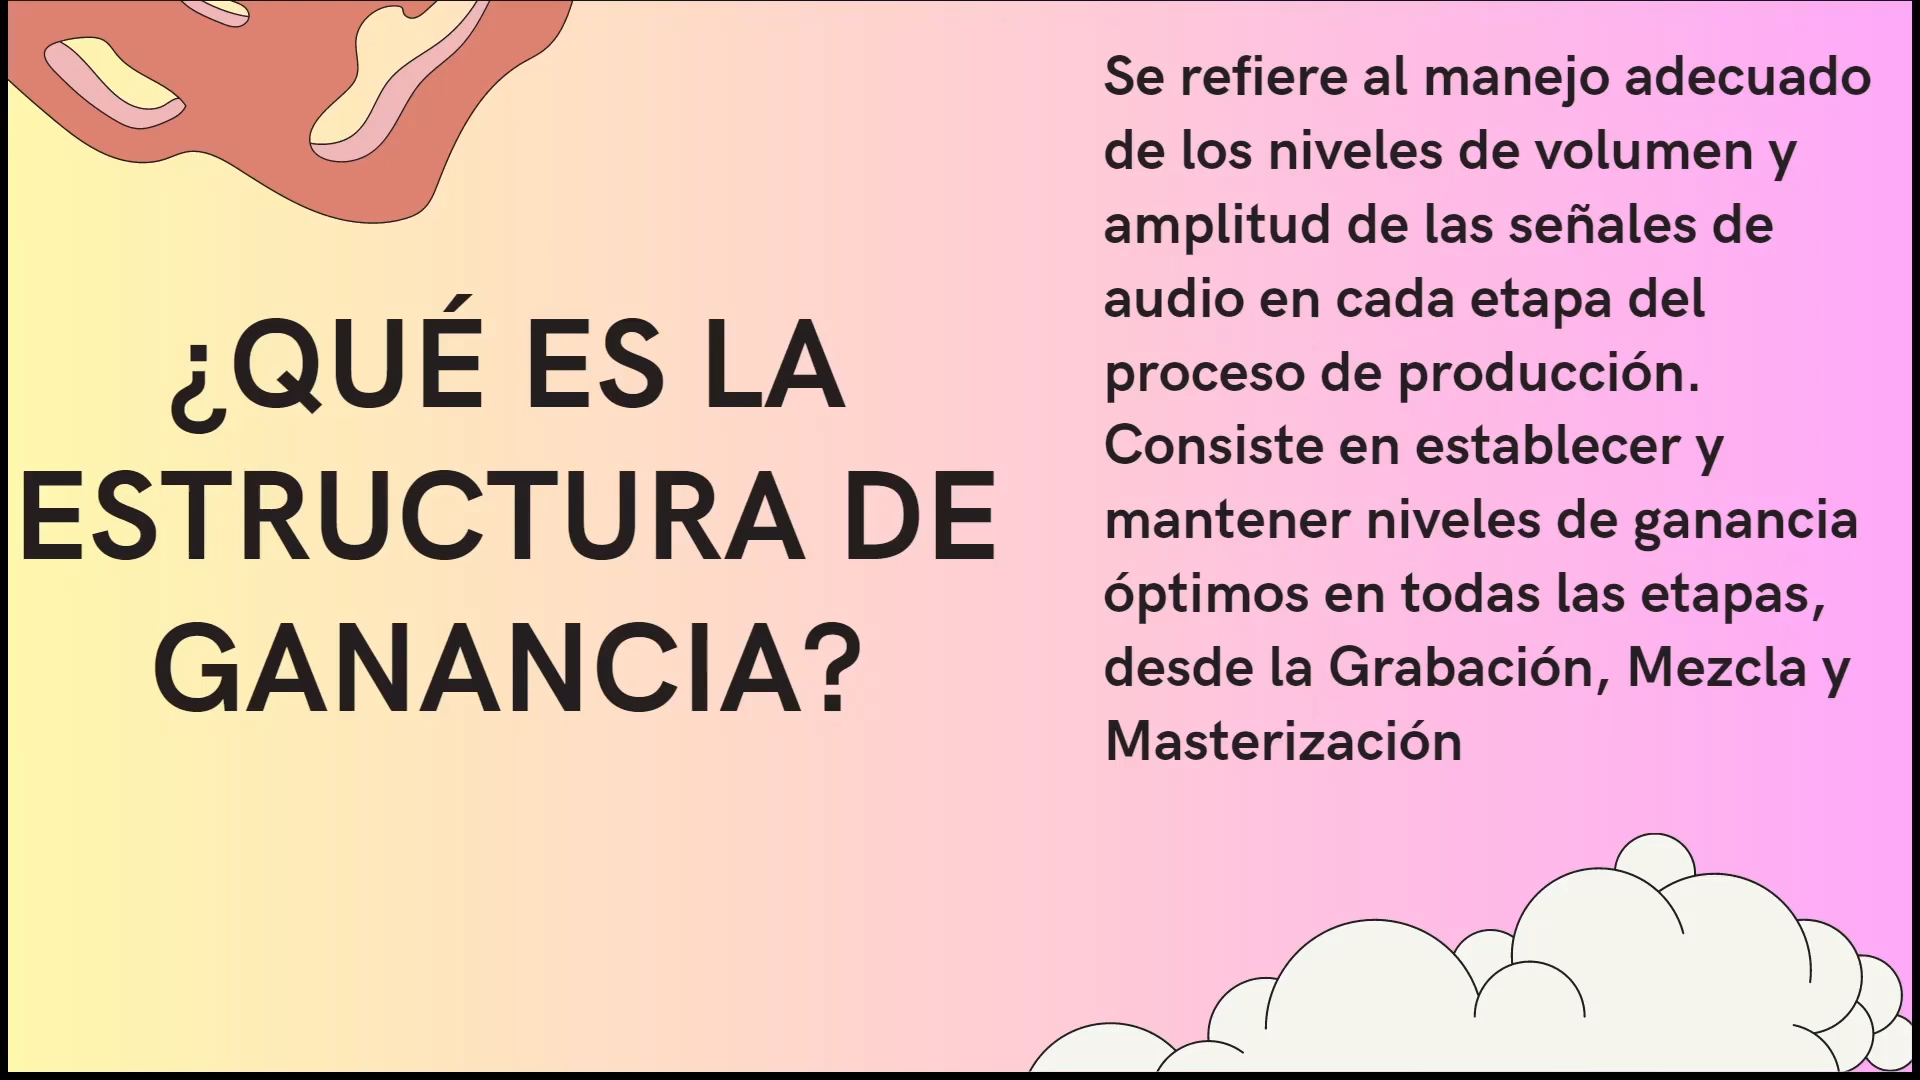 ¿QUÉ ES LA
ESTRUCTURA DE
GANANCIA?
Se refiere al manejo adecuado
de los niveles de volumen y
amplitud de las señales de
audio en cada etapa del
proceso de producción.
Consiste en establecer y
mantener niveles de ganancia
óptimos en todas las etapas,
desde la Grabación, Mezcla y
Masterización